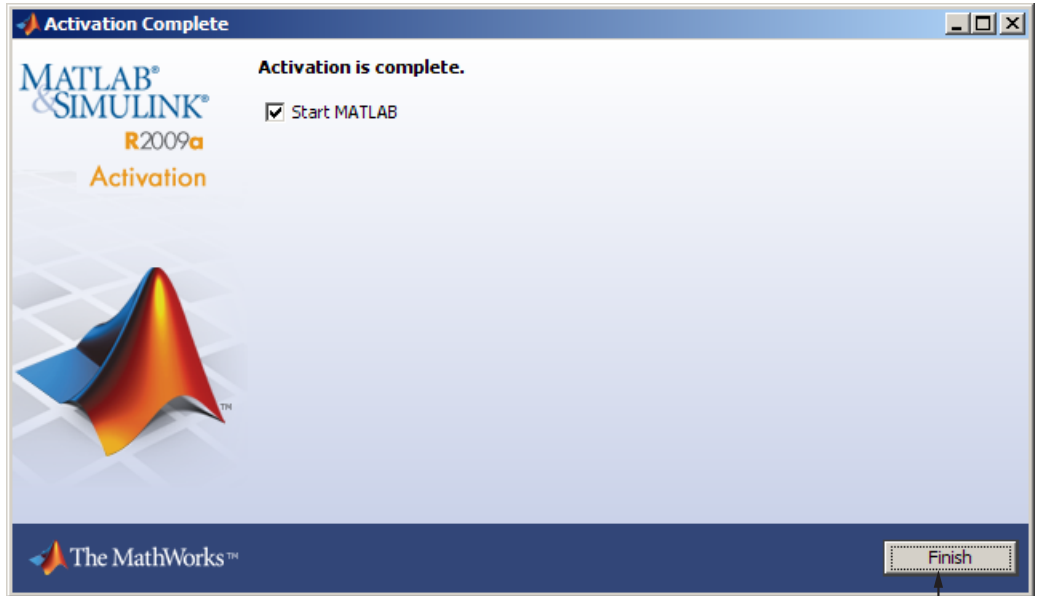 Activation Complete
MATLAB®
&SIMULINK®
R2009a
Activation
Activation is complete.
Start MATLAB
TM
The MathWorks™
Finish